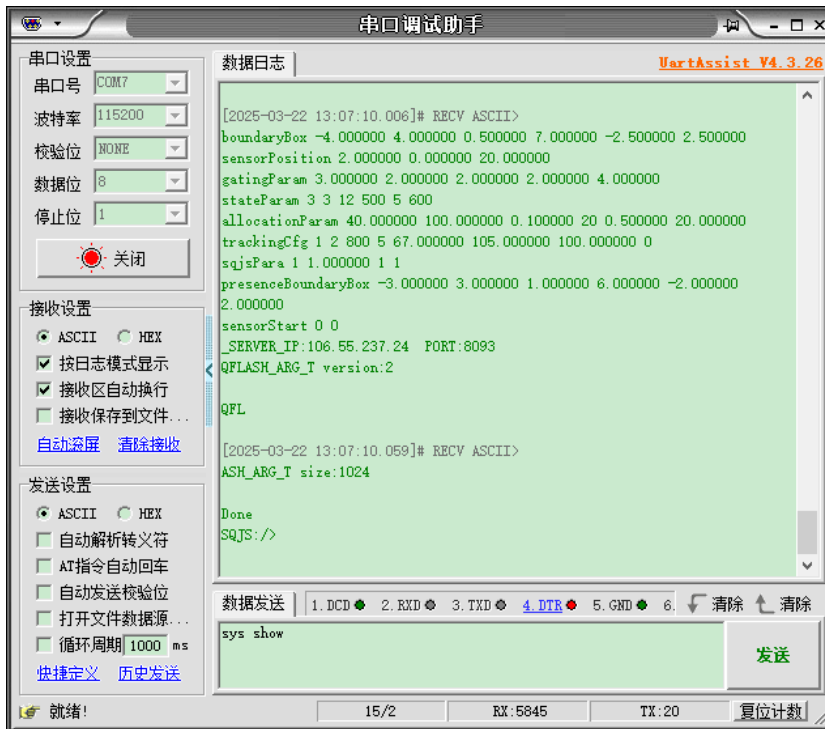 串口调试助手
串口设置
串口号 COM7
波特率 115200
校验位 NONE
数据位 8
停止位 1
关闭
接收设置
ASCII HEX
按日志模式显示
接收区自动换行
接收保存到文件...
自动滚屏 清除接收
发送设置
ASCII HEX
自动解析转义符
AT指令自动回车
自动发送校验位
打开文件数据源...
循环周期 1000 ms
快捷定义 历史发送
数据日志 UartAssist V4.3.26
[2025-03-22 13:07:10.006]# RECV ASCII>
boundaryBox -4.000000 4.000000 0.500000 7.000000 -2.500000 2.500000
sensorPosition 2.000000 0.000000 20.000000
gatingParam 3.000000 2.000000 2.000000 2.000000 4.000000
stateParam 3 3 12 500 5 600
allocationParam 40.000000 100.000000 0.100000 20 0.500000 20.000000
trackingCfg 1 2 800 5 67.000000 105.000000 100.000000 0
sqjsPara 1 1.000000 1 1
presenceBoundaryBox -3.000000 3.000000 1.000000 6.000000 -2.000000
2.000000
sensorStart 0 0
_SERVER_IP:106.55.237.24 PORT:8093
QFLASH_ARG_T version:2
QFL
[2025-03-22 13:07:10.059]# RECV ASCII>
ASH_ARG_T size:1024
Done
SQJS:/>
数据发送 1.DCD 2.RXD 3.TXD 4.DTR 5.GND 6. 清除 清除
sys show
发送
就绪! 15/2 RX:5845 TX:20 复位计数